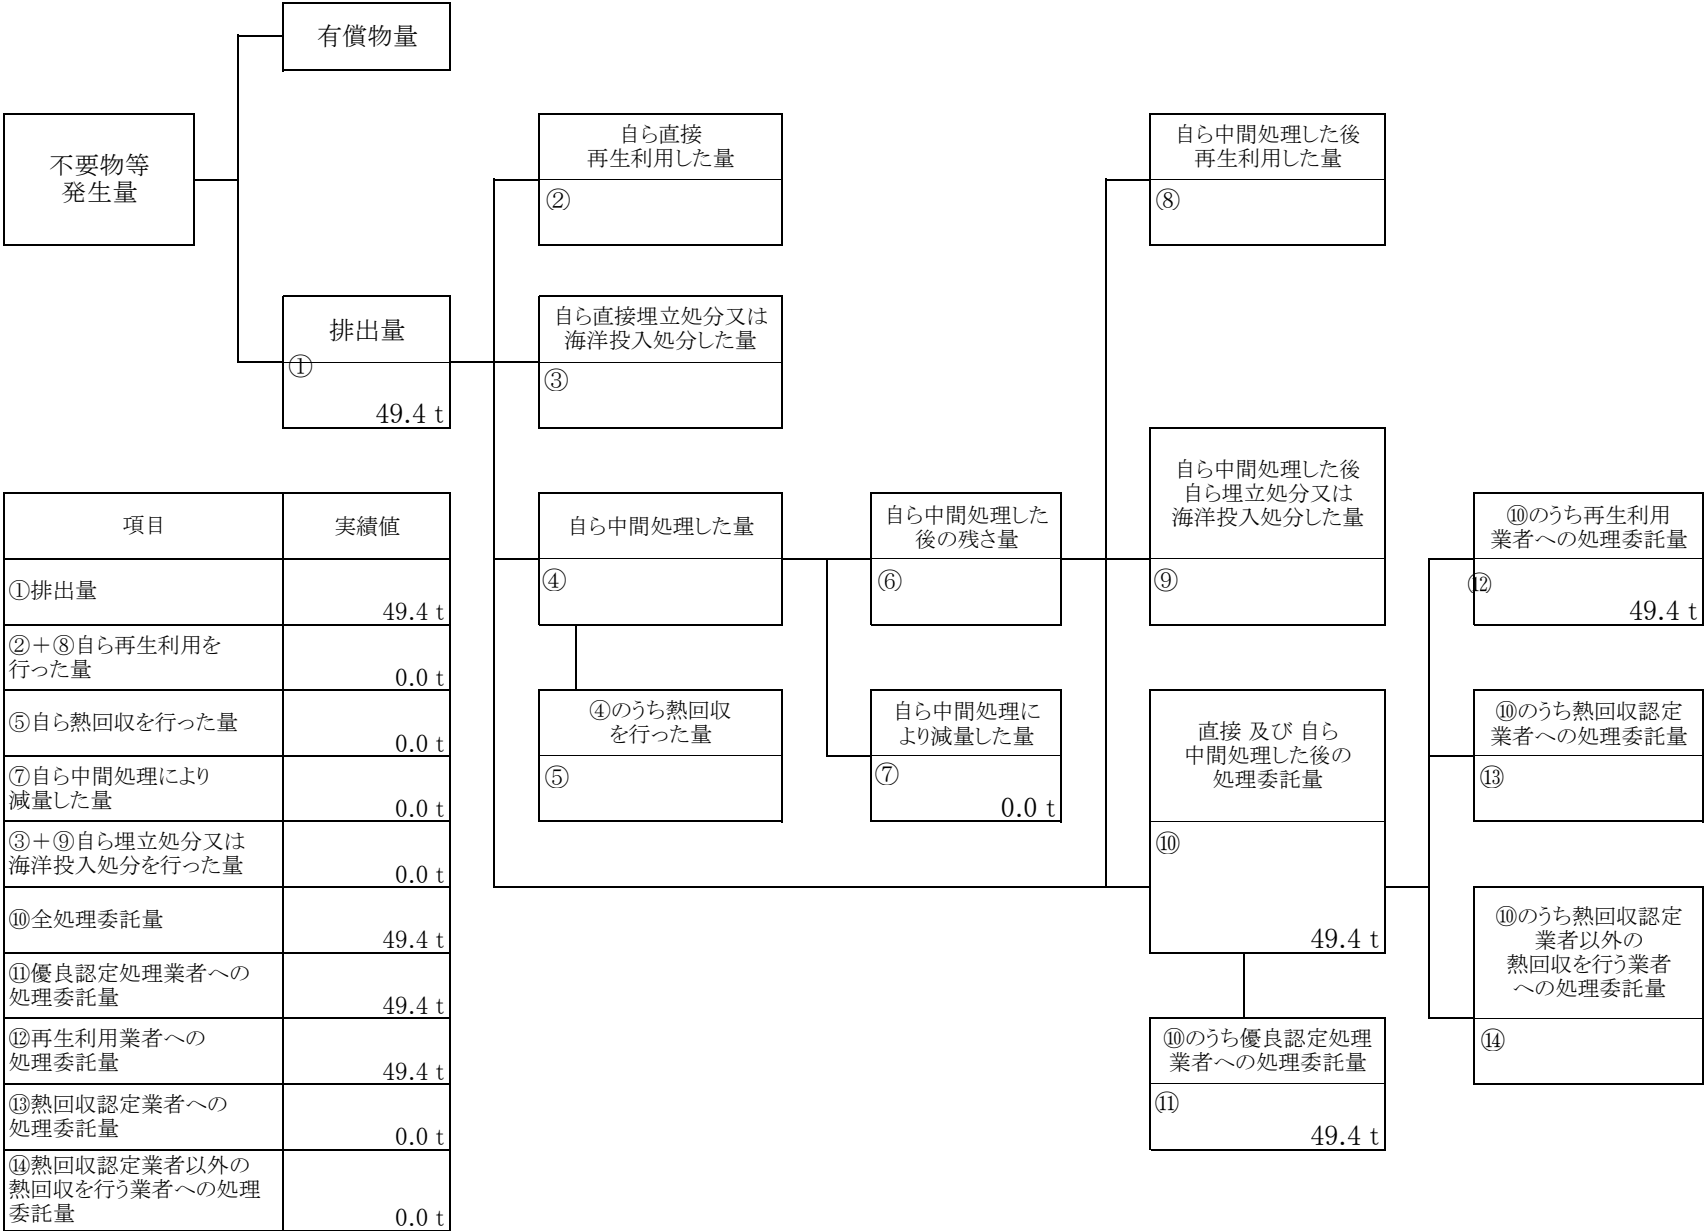 有償物量
不要物等
発生量
自ら直接
再生利用した量
②
自ら中間処理した後
再生利用した量
⑧
排出量
①
49.4 t
自ら直接埋立処分又は
海洋投入処分した量
③
自ら中間処理した後
自ら埋立処分又は
海洋投入処分した量
⑨
自ら中間処理した量
④
自ら中間処理した
後の残さ量
⑥
⑩のうち再生利用
業者への処理委託量
⑫
49.4 t
④のうち熱回収
を行った量
⑤
自ら中間処理に
より減量した量
⑦
0.0 t
直接 及び 自ら
中間処理した後の
処理委託量
⑩
49.4 t
⑩のうち熱回収認定
業者への処理委託量
⑬
⑩のうち熱回収認定
業者以外の
熱回収を行う業者
への処理委託量
⑭
⑩のうち優良認定処理
業者への処理委託量
⑪
49.4 t
項目 実績値
①排出量
49.4 t
②＋⑧自ら再生利用を
行った量
0.0 t
⑤自ら熱回収を行った量
0.0 t
⑦自ら中間処理により
減量した量
0.0 t
③＋⑨自ら埋立処分又は
海洋投入処分を行った量
0.0 t
⑩全処理委託量
49.4 t
⑪優良認定処理業者への
処理委託量
49.4 t
⑫再生利用業者への
処理委託量
49.4 t
⑬熱回収認定業者への
処理委託量
0.0 t
⑭熱回収認定業者以外の
熱回収を行う業者への処理
委託量
0.0 t